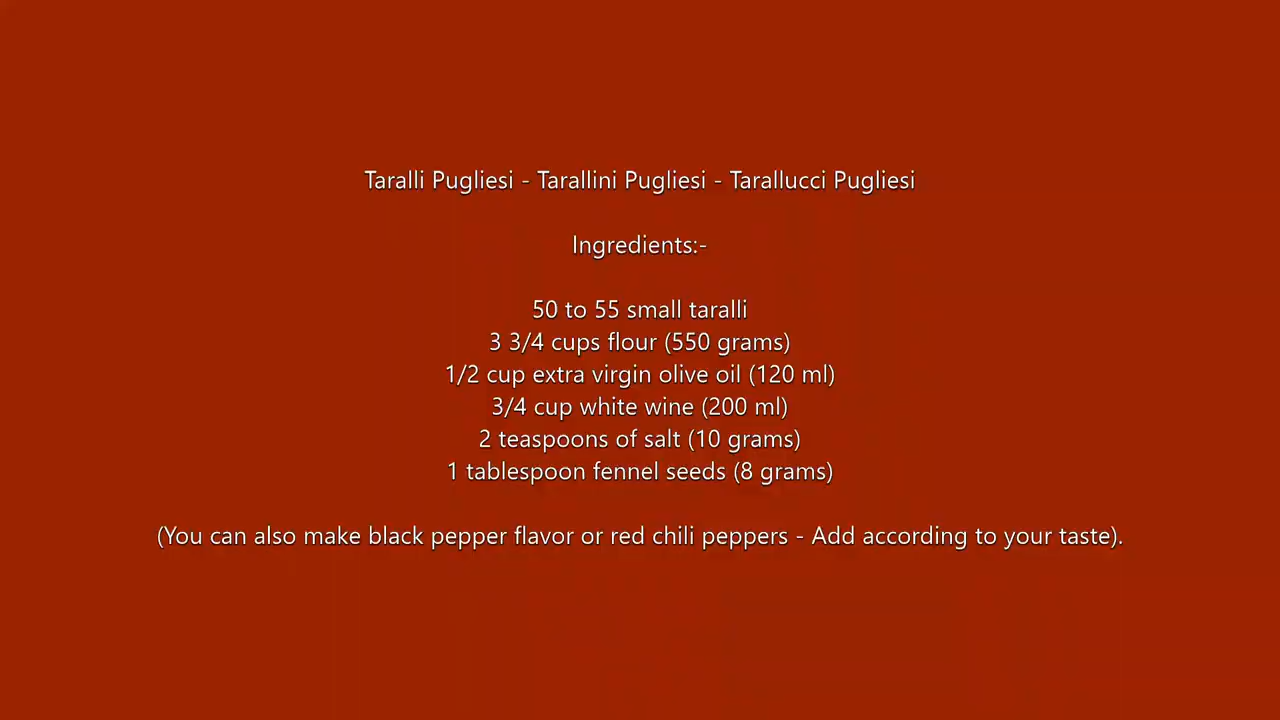 Taralli Pugliesi - Tarallini Pugliesi - Tarallucci Pugliesi
Ingredients:-
50 to 55 small taralli
3 3/4 cups flour (550 grams)
1/2 cup extra virgin olive oil (120 ml)
3/4 cup white wine (200 ml)
2 teaspoons of salt (10 grams)
1 tablespoon fennel seeds (8 grams)
(You can also make black pepper flavor or red chili peppers - Add according to your taste).